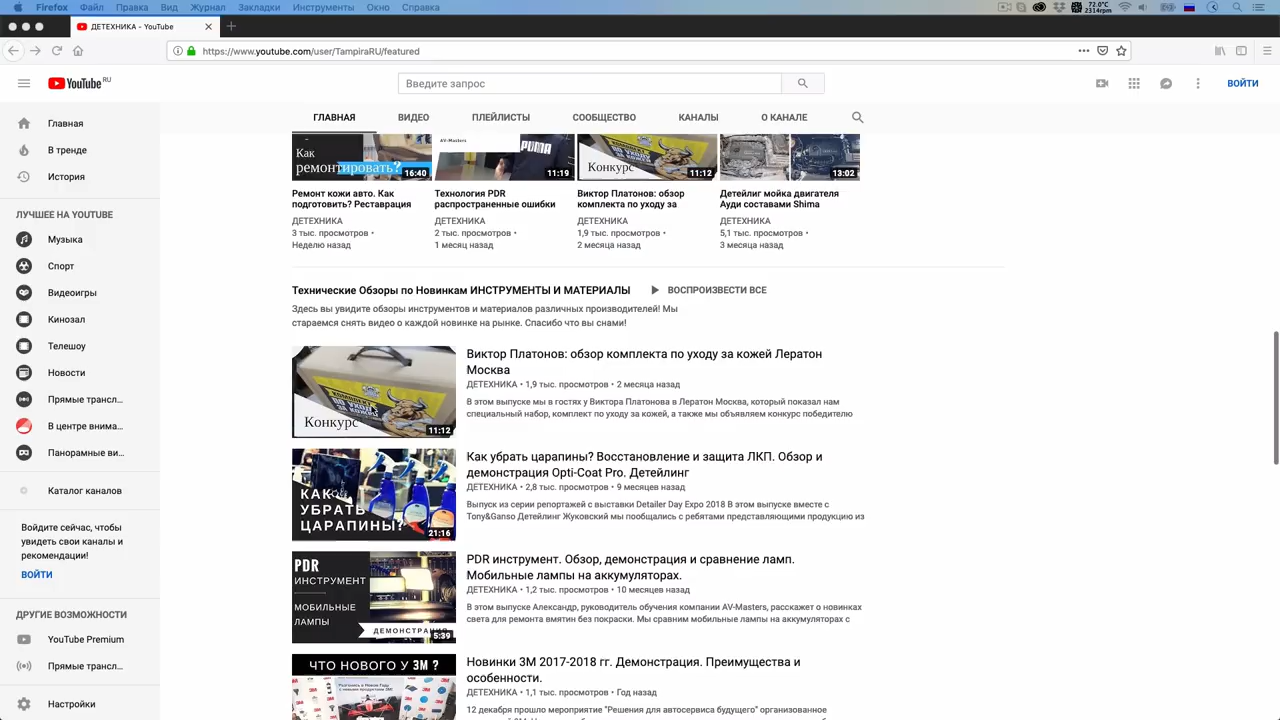 Firefox Файл Правка Вид Журнал Закладки Инструменты Окно Справка
72.0°C
2314rpm
ДЕТЕХНИКА - YouTube
https://www.youtube.com/user/TampiraRU/featured
YouTube RU
Введите запрос
ВОЙТИ
Главная
В тренде
История
ЛУЧШЕЕ НА YOUTUBE
Музыка
Спорт
Видеоигры
Кинозал
Телешоу
Новости
Прямые трансл...
В центре внима...
Панорамные ви...
Каталог каналов
Войдите сейчас, чтобы
увидеть свои каналы и
рекомендации!
ВОЙТИ
ДРУГИЕ ВОЗМОЖНОСТИ
YouTube Premium
Прямые трансл...
Настройки
ГЛАВНАЯ ВИДЕО ПЛЕЙЛИСТЫ СООБЩЕСТВО КАНАЛЫ О КАНАЛЕ
Как
ремонтировать?
16:40
AV-Masters
PUMA
11:19
Конкурс
11:12
13:02
Ремонт кожи авто. Как
подготовить? Реставрация
ДЕТЕХНИКА
3 тыс. просмотров •
Неделю назад
Технология PDR
распространенные ошибки
ДЕТЕХНИКА
2 тыс. просмотров •
1 месяц назад
Виктор Платонов: обзор
комплекта по уходу за
ДЕТЕХНИКА
1,9 тыс. просмотров •
2 месяца назад
Детейлиг мойка двигателя
Ауди составами Shima
ДЕТЕХНИКА
5,1 тыс. просмотров •
3 месяца назад
Технические Обзоры по Новинкам ИНСТРУМЕНТЫ И МАТЕРИАЛЫ
ВОСПРОИЗВЕСТИ ВСЕ
Здесь вы увидите обзоры инструментов и материалов различных производителей! Мы
стараемся снять видео о каждой новинке на рынке. Спасибо что вы снами!
Конкурс
11:12
Виктор Платонов: обзор комплекта по уходу за кожей Лератон
Москва
ДЕТЕХНИКА • 1,9 тыс. просмотров • 2 месяца назад
В этом выпуске мы в гостях у Виктора Платонова в Лератон Москва, который показал нам
специальный набор, комплект по уходу за кожей, а также мы объявляем конкурс победителю
КАК
УБРАТЬ
ЦАРАПИНЫ?
21:16
Как убрать царапины? Восстановление и защита ЛКП. Обзор и
демонстрация Opti-Coat Pro. Детейлинг
ДЕТЕХНИКА • 2,8 тыс. просмотров • 9 месяцев назад
Выпуск из серии репортажей с выставки Detailer Day Expo 2018 В этом выпуске вместе с
Tony&Ganso Детейлинг Жуковский мы пообщались с ребятами представляющими продукцию из
PDR
ИНСТРУМЕНТ
МОБИЛЬНЫЕ
ЛАМПЫ
ДЕМОНСТРАЦИЯ
5:39
PDR инструмент. Обзор, демонстрация и сравнение ламп.
Мобильные лампы на аккумуляторах.
ДЕТЕХНИКА • 1,2 тыс. просмотров • 10 месяцев назад
В этом выпуске Александр, руководитель обучения компании AV-Masters, расскажет о новинках
света для ремонта вмятин без покраски. Мы сравним мобильные лампы на аккумуляторах с
ЧТО НОВОГО У 3М ?
Новинки 3М 2017-2018 гг. Демонстрация. Преимущества и
особенности.
ДЕТЕХНИКА • 1,1 тыс. просмотров • Год назад
12 декабря прошло мероприятие "Решения для автосервиса будущего" организованное